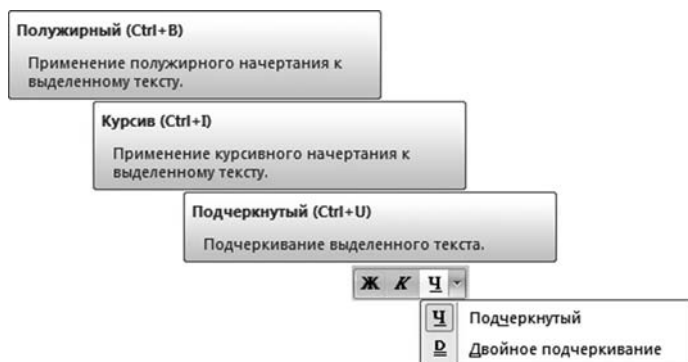 Полужирный (Ctrl+B)
Применение полужирного начертания к
выделенному тексту.
Курсив (Ctrl+I)
Применение курсивного начертания к
выделенному тексту.
Подчеркнутый (Ctrl+U)
Подчеркивание выделенного текста.
Ж К Ч
Ч Подчеркнутый
D Двойное подчеркивание